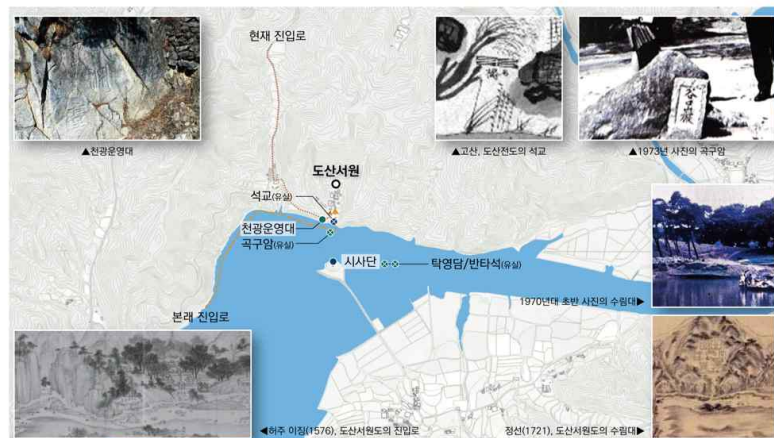 현재 진입로
▲천광운영대
▲고산, 도산전도의 석교
▲1973년 사진의 곡구암
谷口巖
도산서원
석교(유실)
천광운영대
곡구암(유실)
시사단
탁영담/반타석(유실)
1970년대 초반 사진의 수림대▶
본래 진입로
◀허주 이징(1576), 도산서원도의 진입로
정선(1721), 도산서원도의 수림대▶